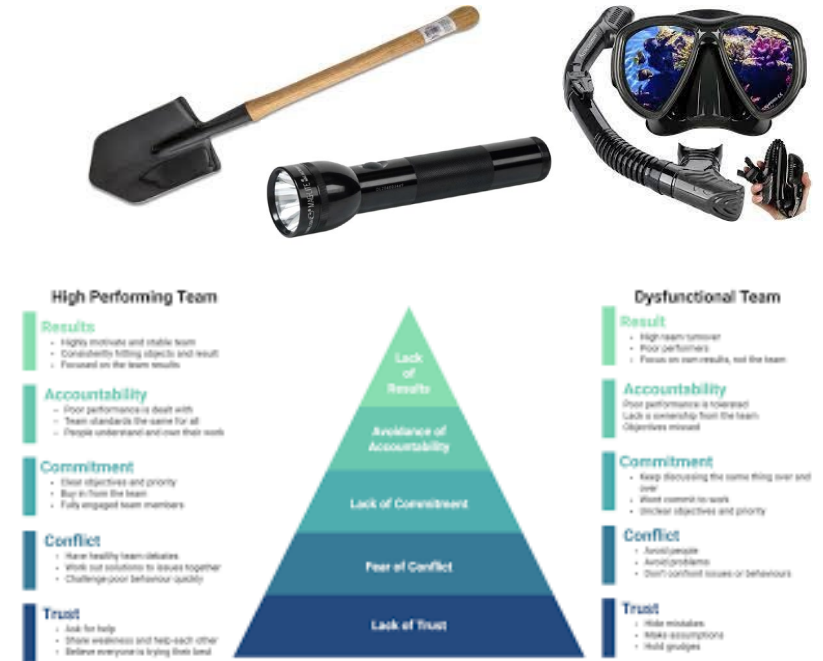 High Performing Team
Results
Highly motivate and stable team
Consistently hitting objects and result
Focused on the team results
Accountability
Poor performance is dealt with
Team standards the same for all
People understand and own their work
Commitment
Clear objectives and priority
Buy in from the team
Fully engaged team members
Conflict
Have healthy team debates
Work out solutions to issues together
Challenge poor behaviour quickly
Trust
Ask for help
Share weakness and help each other
Believe everyone is trying their best
Lack
of
Results
Avoidance of
Accountability
Lack of Commitment
Fear of Conflict
Lack of Trust
Dysfunctional Team
Result
High team turnover
Poor performers
Focus on own results, not the team
Accountability
Poor performance is tolerated
Lack a ownership from the team
Objectives missed
Commitment
Keep discussing the same thing over and
over
Wont commit to work
Unclear objectives and priority
Conflict
Avoid people
Avoid problems
Don't confront issues or behaviours
Trust
Hide mistakes
Make assumptions
Hold grudges